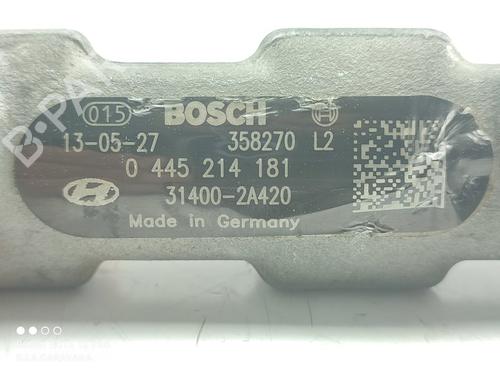 015 BOSCH
13-05-27 358270 L2
0 445 214 181
31400-2A420
Made in Germany
B-PA